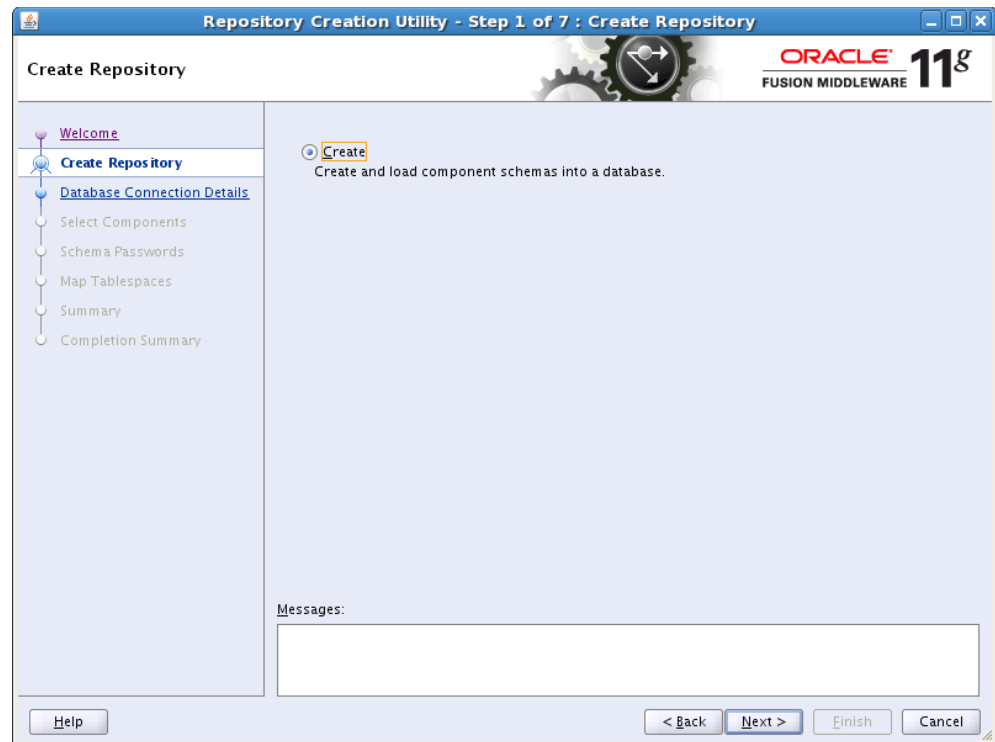 Repository Creation Utility - Step 1 of 7 : Create Repository
Create Repository
ORACLE
FUSION MIDDLEWARE
11g
Welcome
Create Repository
Database Connection Details
Select Components
Schema Passwords
Map Tablespaces
Summary
Completion Summary
Create
Create and load component schemas into a database.
Messages:
Help
< Back
Next >
Finish
Cancel